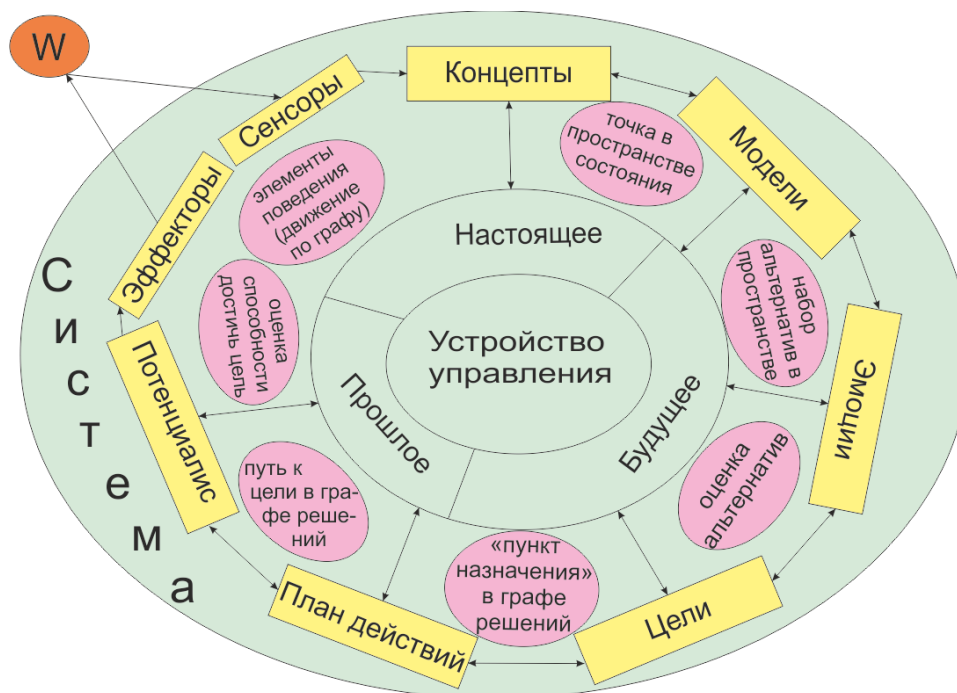 W
Сенсоры
Концепты
Модели
Эмоции
Цели
План действий
Потенциалис
Эффекторы
точка в
пространстве
состояния
набор
альтернатив в
пространстве
оценка
альтернатив
«пункт
назначения»
в графе
решений
путь к
цели в гра-
фе реше-
ний
оценка
способности
достичь цель
элементы
поведения
(движение
по графу)
Настоящее
Будущее
Прошлое
Устройство
управления
Система